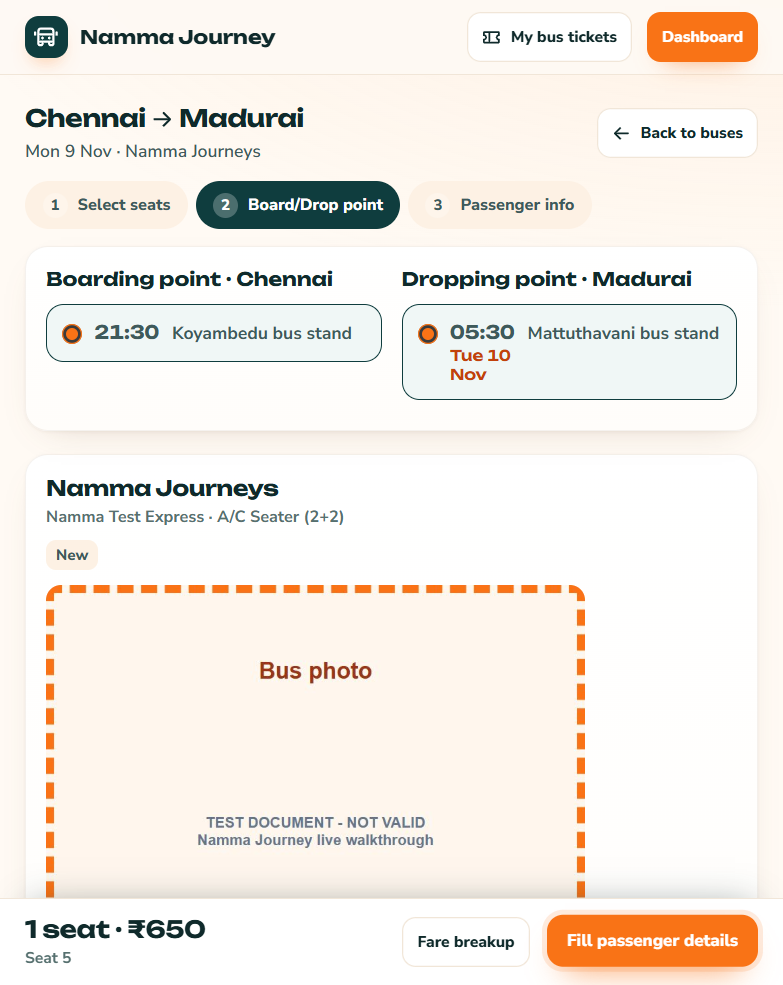 Namma Journey
My bus tickets
Dashboard
Chennai → Madurai
Mon 9 Nov · Namma Journeys
← Back to buses
1 Select seats
2 Board/Drop point
3 Passenger info
Boarding point · Chennai
21:30 Koyambedu bus stand
Dropping point · Madurai
05:30 Mattuthavani bus stand
Tue 10
Nov
Namma Journeys
Namma Test Express · A/C Seater (2+2)
New
Bus photo
TEST DOCUMENT - NOT VALID
Namma Journey live walkthrough
1 seat · ₹650
Seat 5
Fare breakup
Fill passenger details